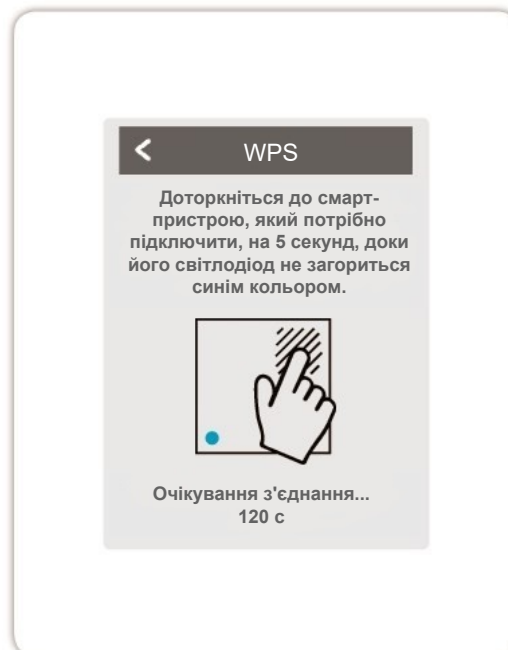 WPS
Доторкніться до смарт-
пристрою, який потрібно
підключити, на 5 секунд, доки
його світлодіод не загориться
синім кольором.
Очікування з'єднання...
120 с